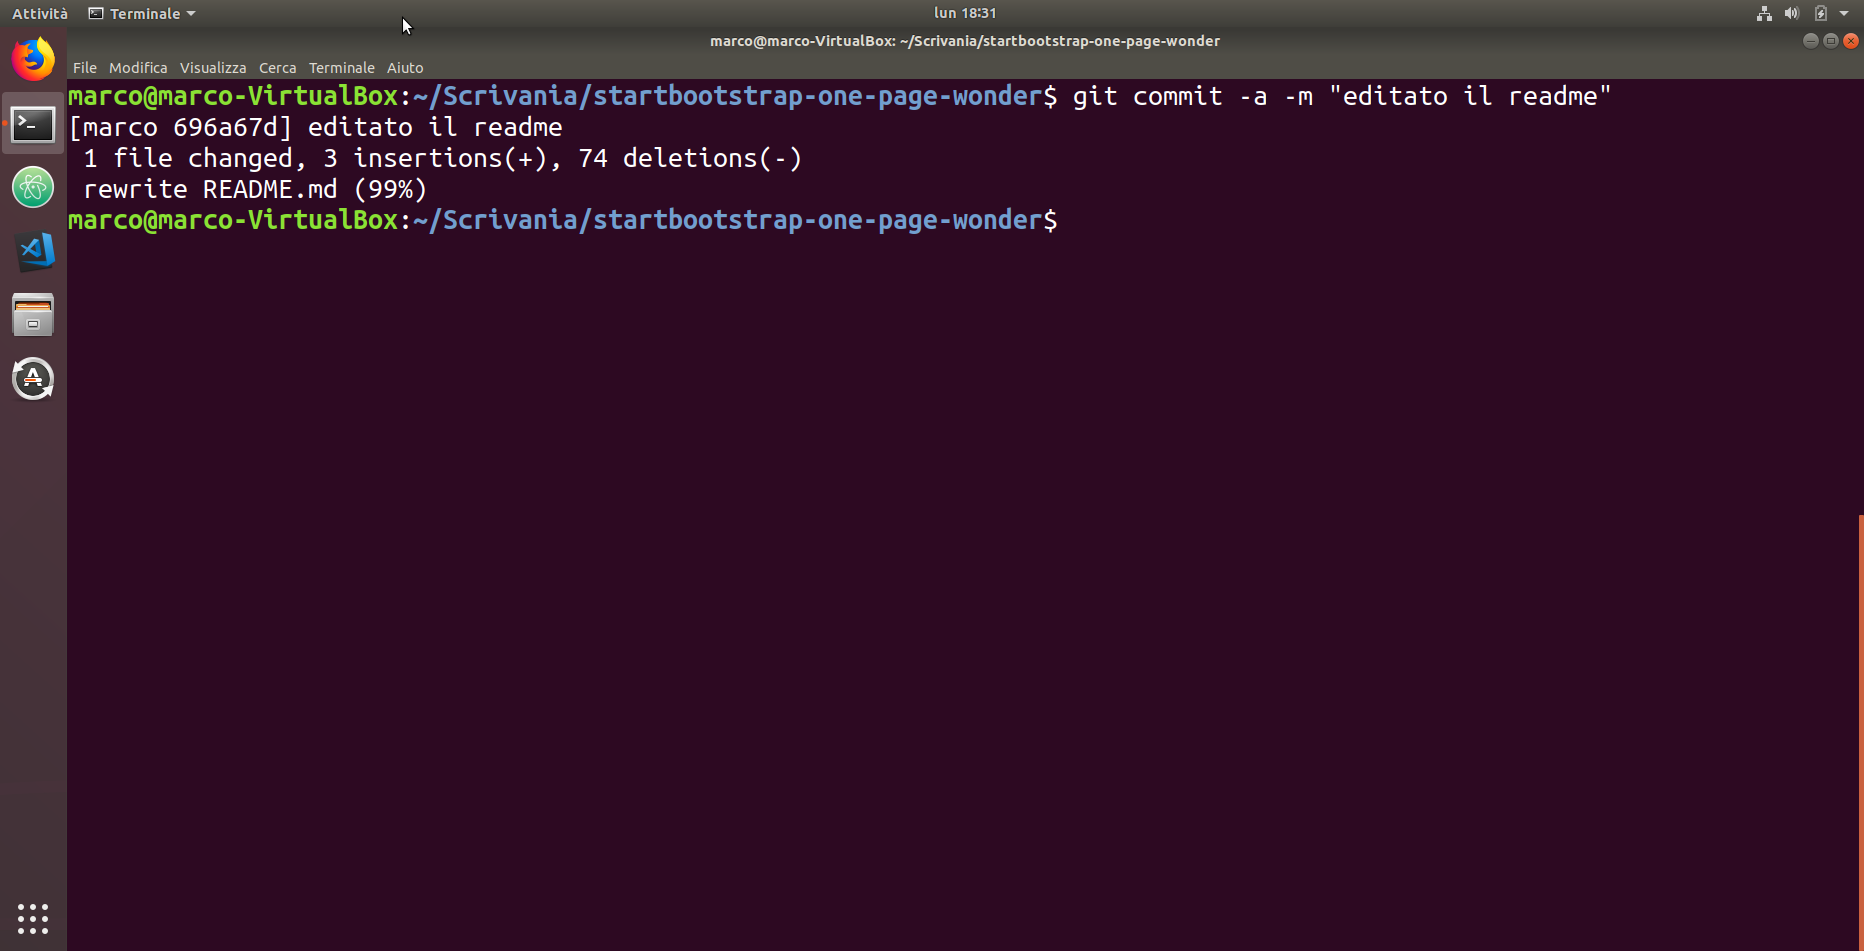 Attività Terminale lun 18:31
marco@marco-VirtualBox: ~/Scrivania/startbootstrap-one-page-wonder
File Modifica Visualizza Cerca Terminale Aiuto
marco@marco-VirtualBox:~/Scrivania/startbootstrap-one-page-wonder$ git commit -a -m "editato il readme"
[marco 696a67d] editato il readme
 1 file changed, 3 insertions(+), 74 deletions(-)
 rewrite README.md (99%)
marco@marco-VirtualBox:~/Scrivania/startbootstrap-one-page-wonder$